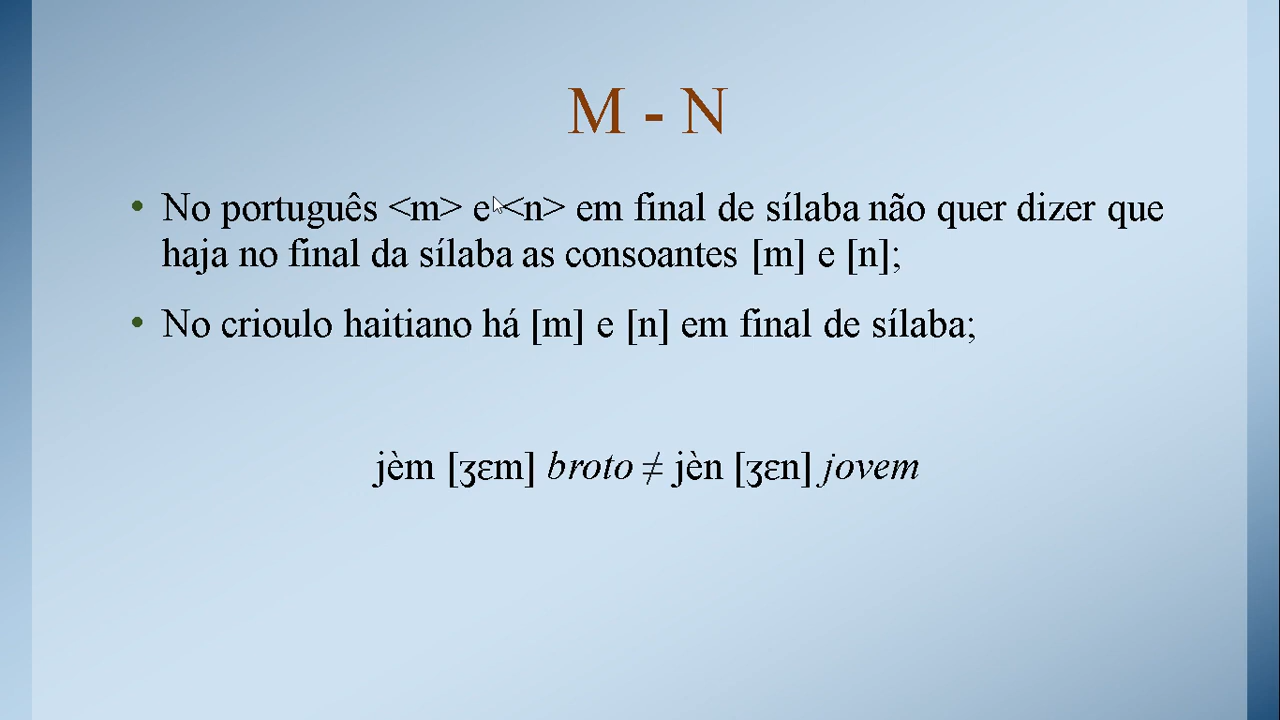 M - N
• No português <m> e <n> em final de sílaba não quer dizer que
haja no final da sílaba as consoantes [m] e [n];
• No crioulo haitiano há [m] e [n] em final de sílaba;
jèm [ʒɛm] broto ≠ jèn [ʒɛn] jovem